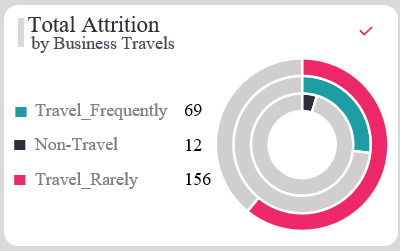 Total Attrition
by Business Travels
Travel_Frequently 69
Non-Travel 12
Travel_Rarely 156